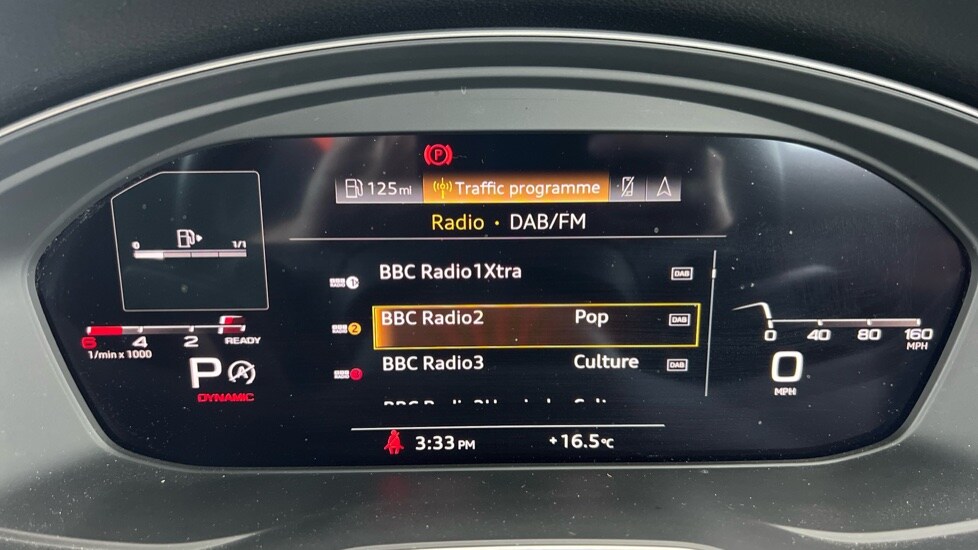 P
125mi Traffic programme
Radio • DAB/FM
0 1/1
BBC Radio1Xtra DAB
BBC Radio2 Pop DAB
BBC Radio3 Culture DAB
6 4 2 READY
1/min x 1000
P A
DYNAMIC
0 40 80 160
MPH
0
MPH
3:33 PM +16.5°C